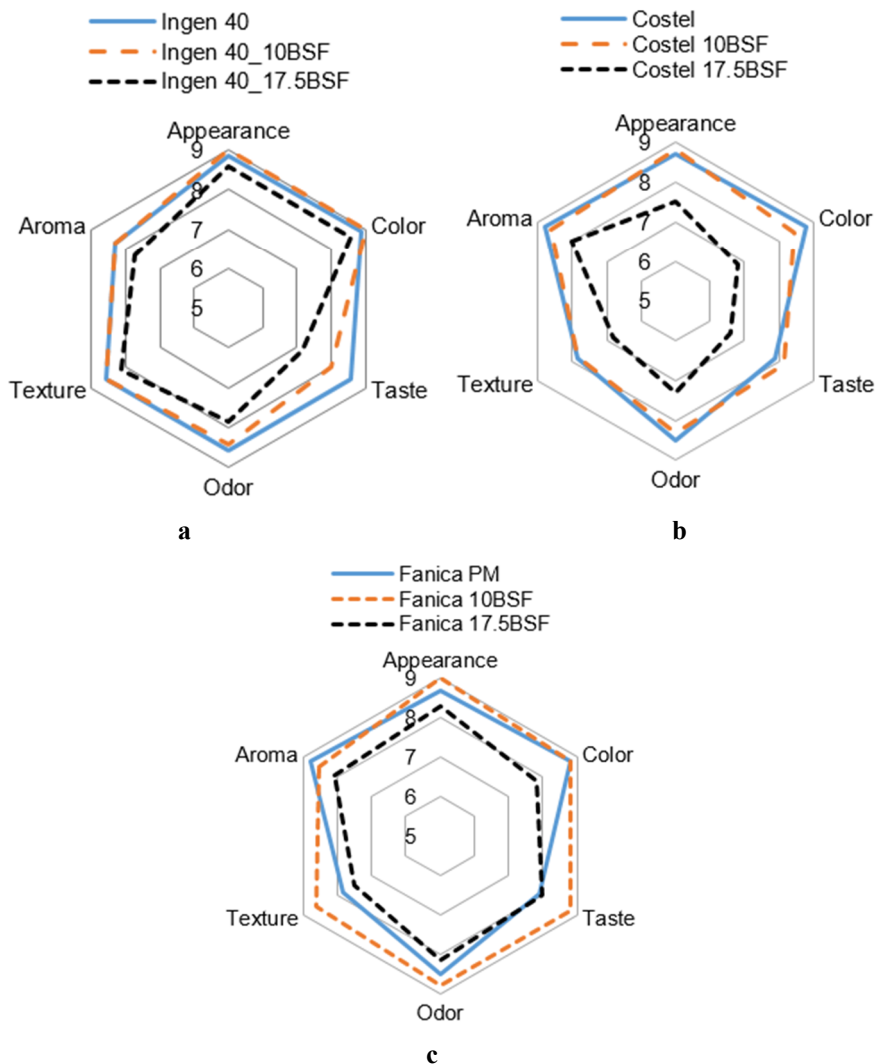 Ingen 40
Ingen 40_10BSF
Ingen 40_17.5BSF
Appearance
9
8
7
6
5
Color
Taste
Odor
Texture
Aroma
a
Costel
Costel 10BSF
Costel 17.5BSF
Appearance
9
8
7
6
5
Color
Taste
Odor
Texture
Aroma
b
Fanica PM
Fanica 10BSF
Fanica 17.5BSF
Appearance
9
8
7
6
5
Color
Taste
Odor
Texture
Aroma
c